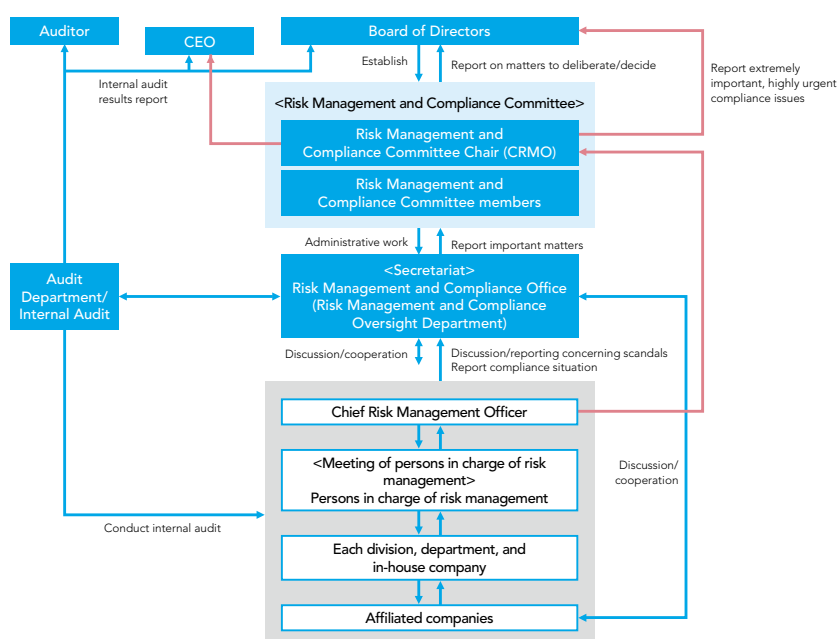 Auditor
CEO
Board of Directors
Internal audit
results report
Establish
Report on matters to deliberate/decide
Report extremely
important, highly urgent
compliance issues
<Risk Management and Compliance Committee>
Risk Management and
Compliance Committee Chair (CRMO)
Risk Management and
Compliance Committee members
Administrative work
Report important matters
Audit
Department/
Internal Audit
<Secretariat>
Risk Management and Compliance Office
(Risk Management and Compliance
Oversight Department)
Discussion/cooperation
Discussion/reporting concerning scandals
Report compliance situation
Chief Risk Management Officer
<Meeting of persons in charge of risk
management>
Persons in charge of risk management
Discussion/
cooperation
Conduct internal audit
Each division, department, and
in-house company
Affiliated companies